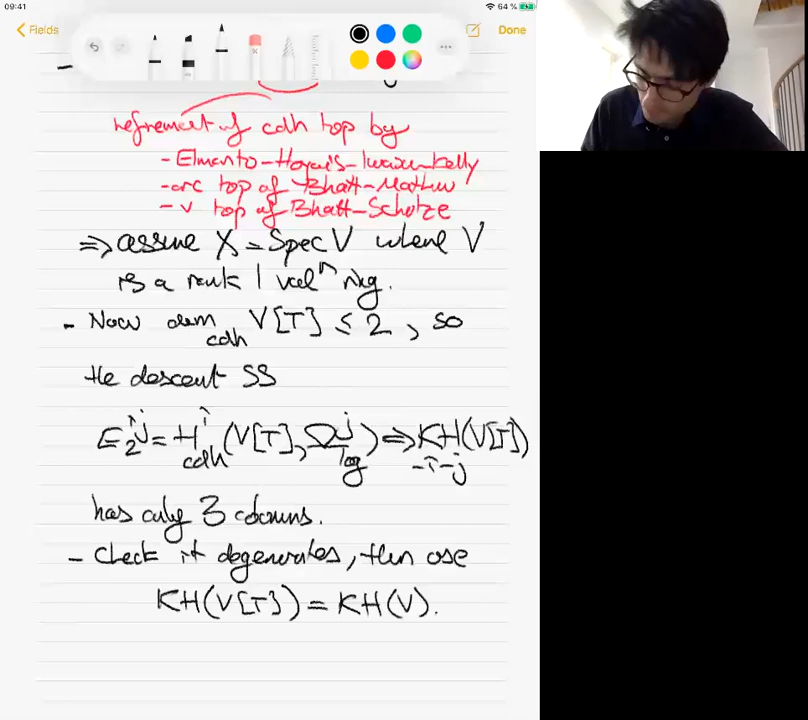 09:41
64%
Fields
Done
refinement of cdh top by
- Elmanto-Hoyois-Iwasa-Kelly
- arc top of Bhatt-Mathew
- v top of Bhatt-Scholze
⇒ assume X = Spec V where V
is a rank 1 val^n ring.
- Now dim_cdh V[T] ≤ 2, so
the descent SS
E_2^{ij} = H^i_cdh (V[T], Ω^j_log) ⇒ KH_{-i-j}(V[T])
has only 3 columns.
- Check it degenerates, then use
KH(V[T]) = KH(V).